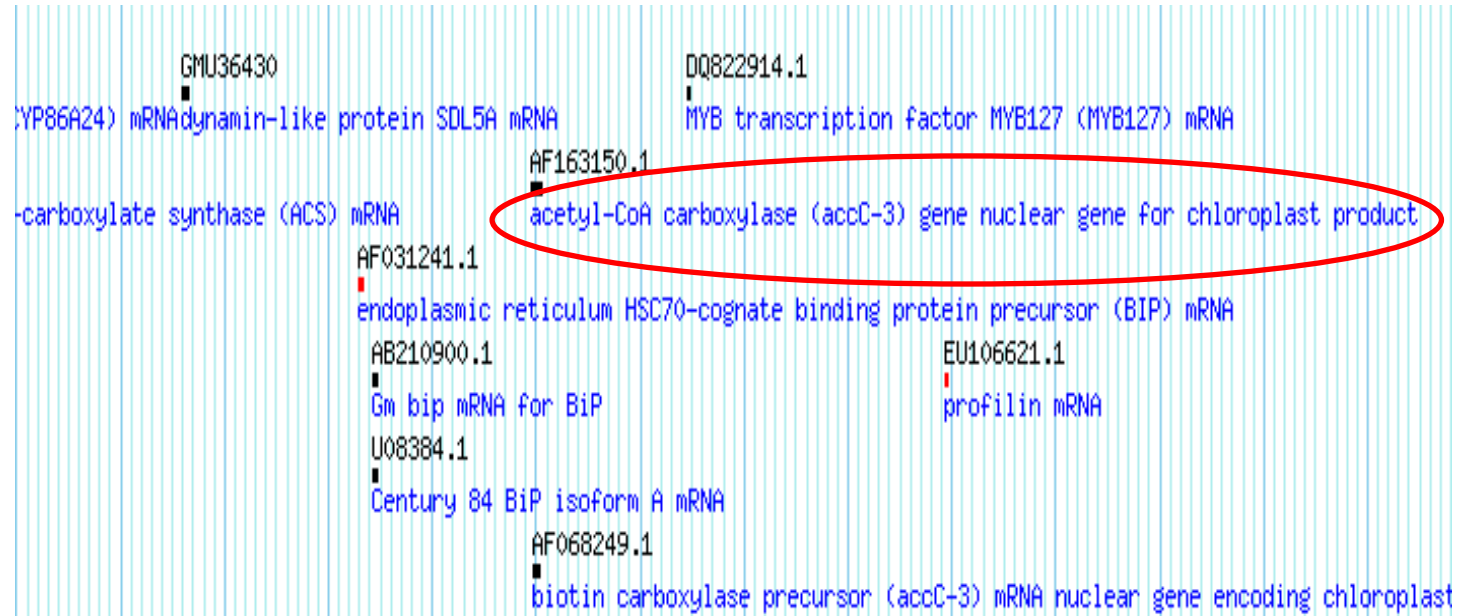 GMU36430 DQ822914.1
CYP86A24) mRNAdynamin-like protein SDL5A mRNA MYB transcription factor MYB127 (MYB127) mRNA
AF163150.1
-carboxylate synthase (ACS) mRNA acetyl-CoA carboxylase (accC-3) gene nuclear gene for chloroplast product
AF031241.1
endoplasmic reticulum HSC70-cognate binding protein precursor (BIP) mRNA
AB210900.1 EU106621.1
Gm bip mRNA for BiP profilin mRNA
U08384.1
Century 84 BiP isoform A mRNA
AF068249.1
biotin carboxylase precursor (accC-3) mRNA nuclear gene encoding chloroplast